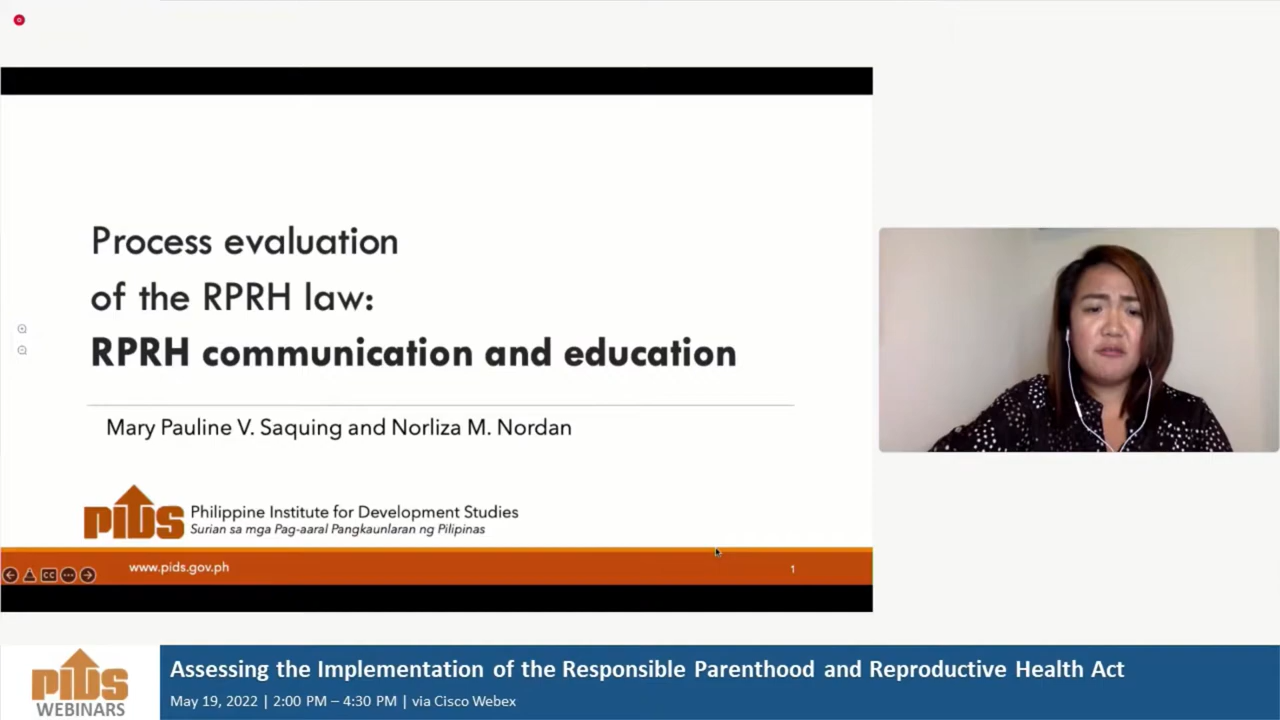 Process evaluation
of the RPRH law:
RPRH communication and education
Mary Pauline V. Saquing and Norliza M. Nordan
PIDS Philippine Institute for Development Studies
Surian sa mga Pag-aaral Pangkaunlaran ng Pilipinas
CC
www.pids.gov.ph
1
PIDS
WEBINARS
Assessing the Implementation of the Responsible Parenthood and Reproductive Health Act
May 19, 2022 | 2:00 PM – 4:30 PM | via Cisco Webex